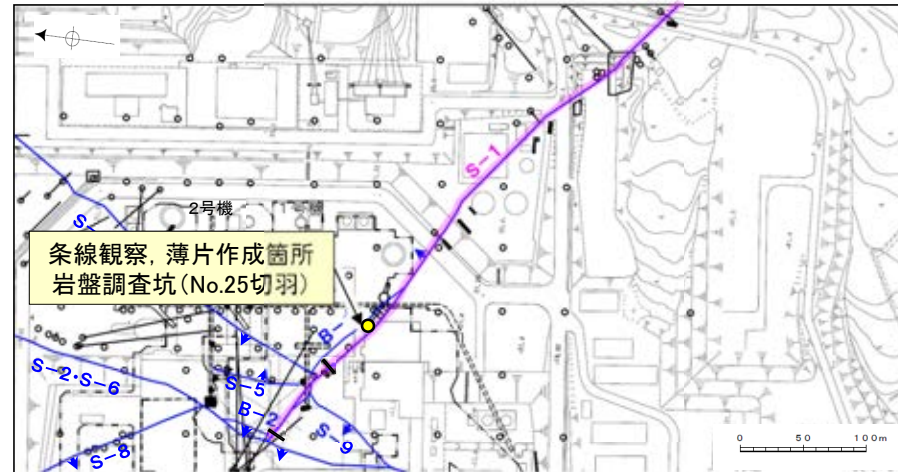 S-1
2号機
S-
条線観察，薄片作成箇所
岩盤調査坑(No.25切羽)
B-
S-2・S-6
S-5
B-2
S-9
S-8
0 50 100m